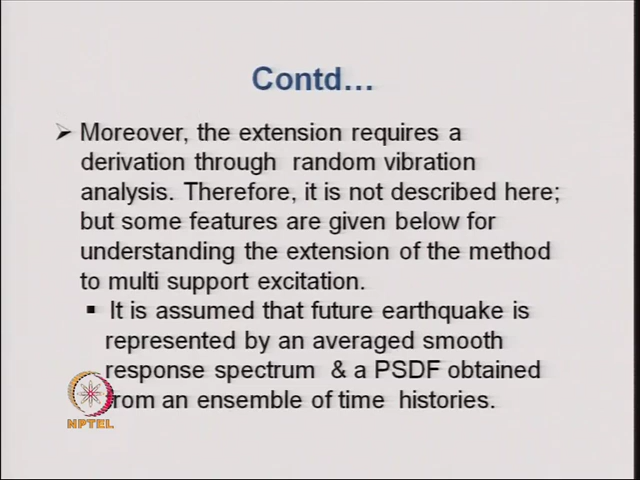 Contd…
➢ Moreover, the extension requires a
derivation through random vibration
analysis. Therefore, it is not described here;
but some features are given below for
understanding the extension of the method
to multi support excitation.
▪ It is assumed that future earthquake is
represented by an averaged smooth
response spectrum & a PSDF obtained
from an ensemble of time histories.
NPTEL